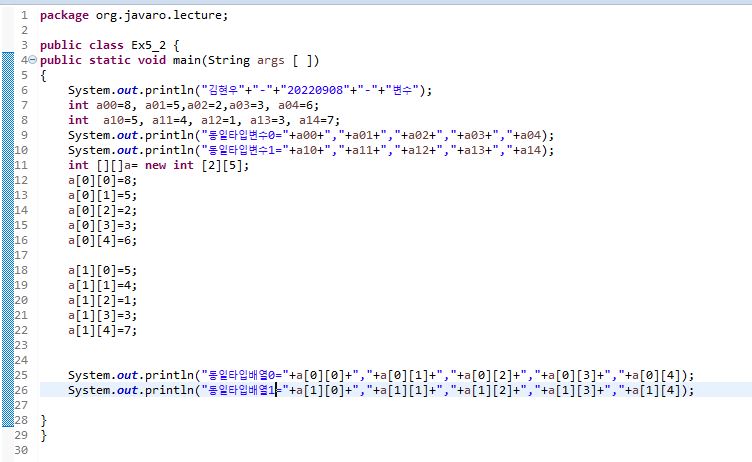 1 package org.javaro.lecture;
2
3 public class Ex5_2 {
4 public static void main(String args [ ])
5 {
6 System.out.println("김현우"+"-"+"20220908"+"-"+"변수");
7 int a00=8, a01=5,a02=2,a03=3, a04=6;
8 int  a10=5, a11=4, a12=1, a13=3, a14=7;
9 System.out.println("동일타입변수0="+a00+","+a01+","+a02+","+a03+","+a04);
10 System.out.println("동일타입변수1="+a10+","+a11+","+a12+","+a13+","+a14);
11 int [][]a= new int [2][5];
12 a[0][0]=8;
13 a[0][1]=5;
14 a[0][2]=2;
15 a[0][3]=3;
16 a[0][4]=6;
17
18 a[1][0]=5;
19 a[1][1]=4;
20 a[1][2]=1;
21 a[1][3]=3;
22 a[1][4]=7;
23
24
25 System.out.println("동일타입배열0="+a[0][0]+","+a[0][1]+","+a[0][2]+","+a[0][3]+","+a[0][4]);
26 System.out.println("동일타입배열1="+a[1][0]+","+a[1][1]+","+a[1][2]+","+a[1][3]+","+a[1][4]);
27
28 }
29 }
30